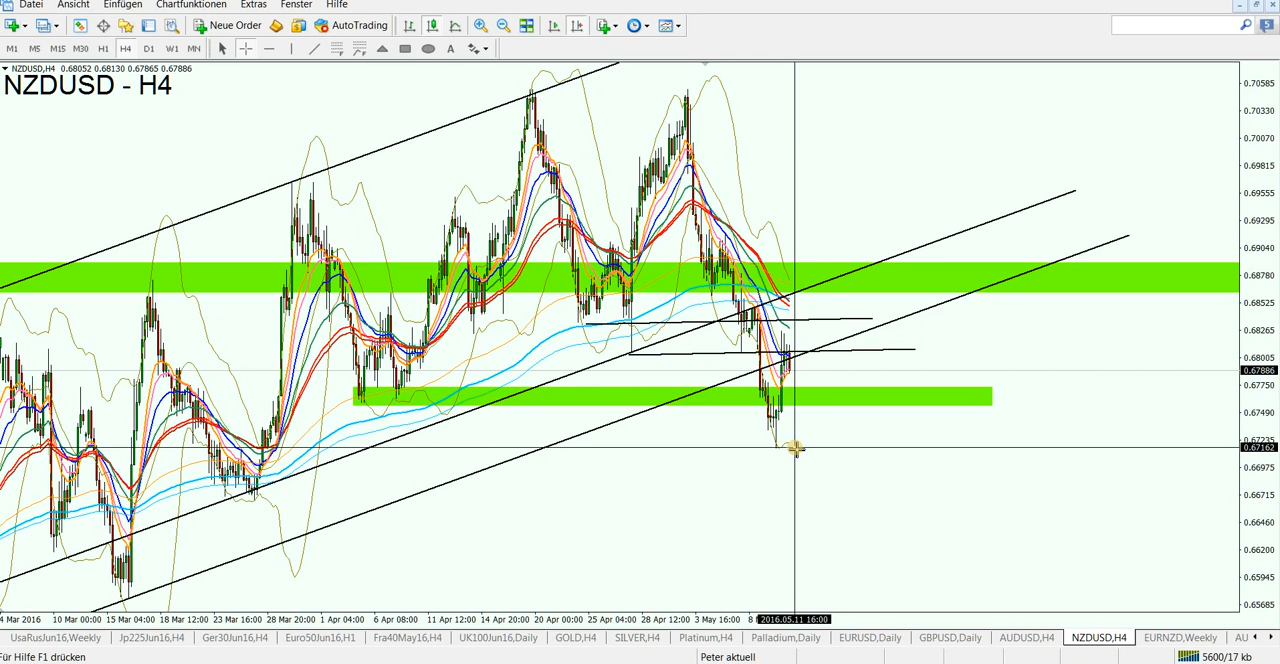 Datei Ansicht Einfügen Chartfunktionen Extras Fenster Hilfe
New Order AutoTrading
5
M1 M5 M15 M30 H1 H4 D1 W1 MN A
NZDUSD,H4 0.68052 0.68130 0.67865 0.67886
NZDUSD - H4
0.70585
0.70330
0.70070
0.69815
0.69555
0.69295
0.69040
0.68780
0.68525
0.68265
0.68005
0.67886
0.67750
0.67490
0.67235
0.67162
0.66975
0.66715
0.66460
0.66200
0.65945
0.65685
4 Mar 2016 10 Mar 00:00 15 Mar 04:00 18 Mar 12:00 23 Mar 16:00 28 Mar 20:00 1 Apr 04:00 6 Apr 08:00 11 Apr 12:00 14 Apr 20:00 20 Apr 00:00 25 Apr 04:00 28 Apr 12:00 3 May 16:00 8 2016.05.11 16:00
UsaRusJun16,Weekly Jp225Jun16,H4 Ger30Jun16,H4 Euro50Jun16,H1 Fra40May16,H4 UK100Jun16,Daily GOLD,H4 SILVER,H4 Platinum,H4 Palladium,Daily EURUSD,Daily GBPUSD,Daily AUDUSD,H4 NZDUSD,H4 EURNZD,Weekly AU
Für Hilfe F1 drücken Peter aktuell 5600/17 kb